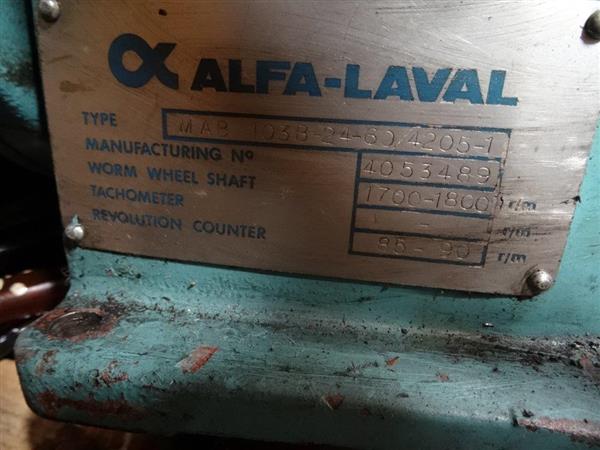 ALFA-LAVAL
TYPE MAB 103B-24-60/4205-1
MANUFACTURING Nº 4053489
WORM WHEEL SHAFT 1700-1800 r/m
TACHOMETER - r/m
REVOLUTION COUNTER 85-90 r/m